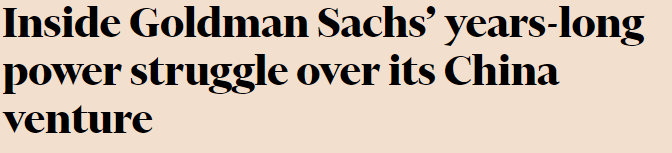 Inside Goldman Sachs’ years-long
power struggle over its China
venture